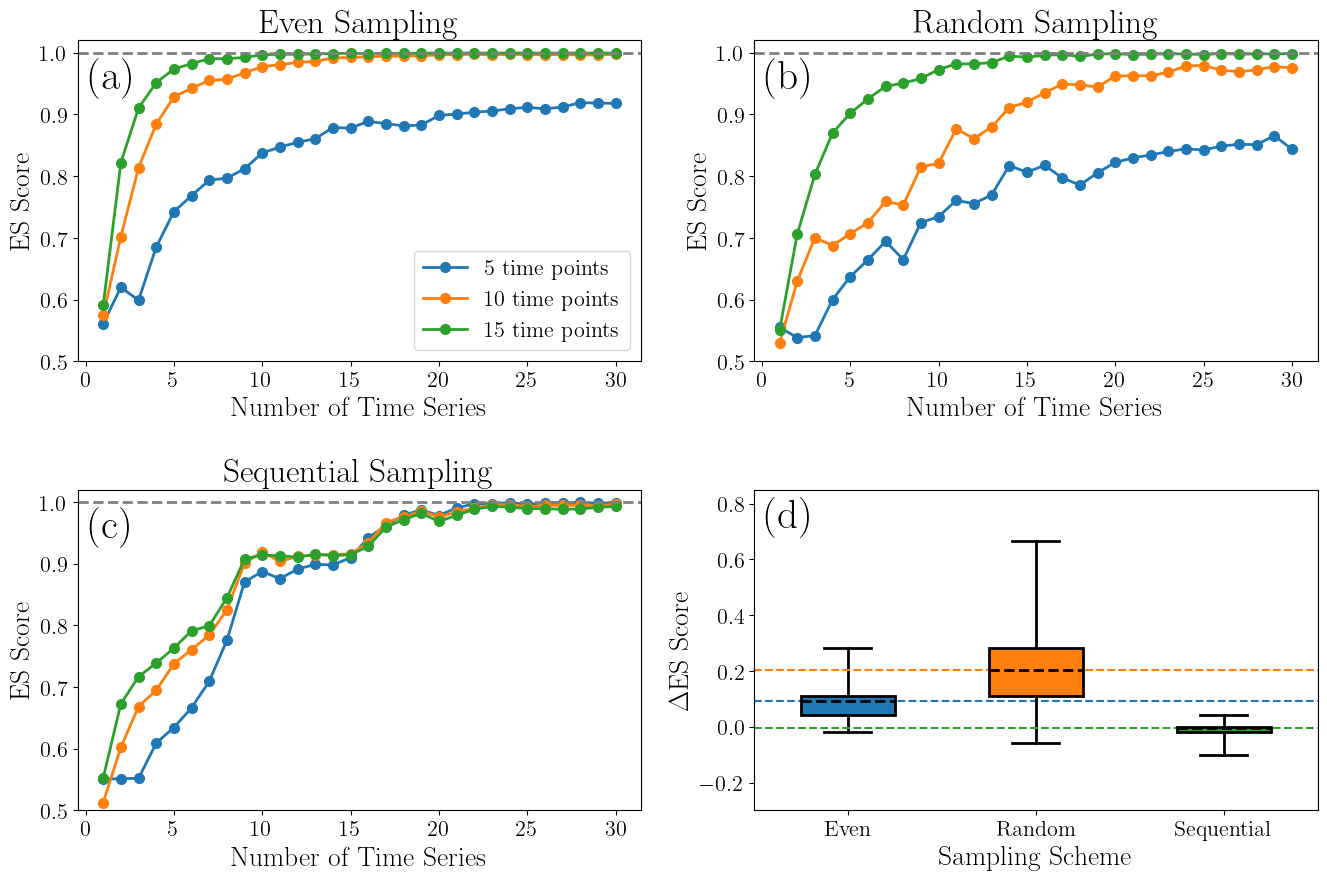 Even Sampling
(a)
1.0
0.9
0.8
0.7
0.6
0.5
ES Score
5 time points
10 time points
15 time points
0 5 10 15 20 25 30
Number of Time Series
Random Sampling
(b)
1.0
0.9
0.8
0.7
0.6
0.5
ES Score
0 5 10 15 20 25 30
Number of Time Series
Sequential Sampling
(c)
1.0
0.9
0.8
0.7
0.6
0.5
ES Score
0 5 10 15 20 25 30
Number of Time Series
(d)
0.8
0.6
0.4
0.2
0.0
−0.2
ΔES Score
Even Random Sequential
Sampling Scheme